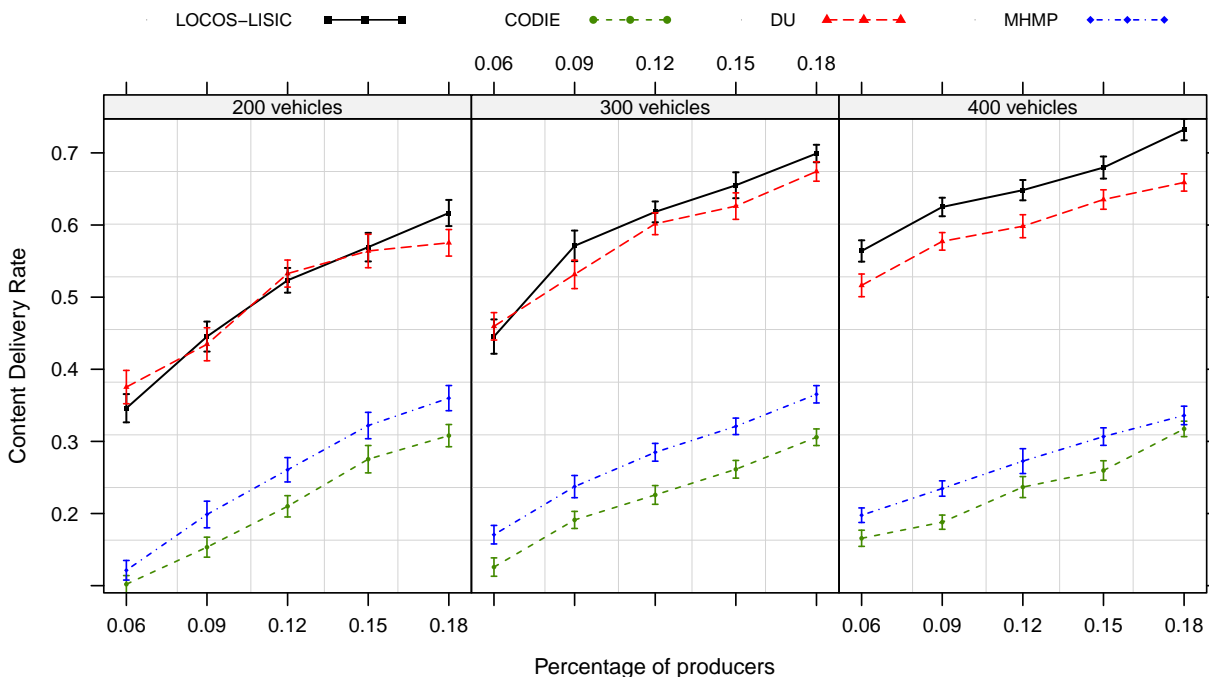 LOCOS−LISIC CODIE DU MHMP
0.06 0.09 0.12 0.15 0.18
200 vehicles 300 vehicles 400 vehicles
0.7
0.6
0.5
0.4
0.3
0.2
Content Delivery Rate
0.06 0.09 0.12 0.15 0.18 0.06 0.09 0.12 0.15 0.18
Percentage of producers